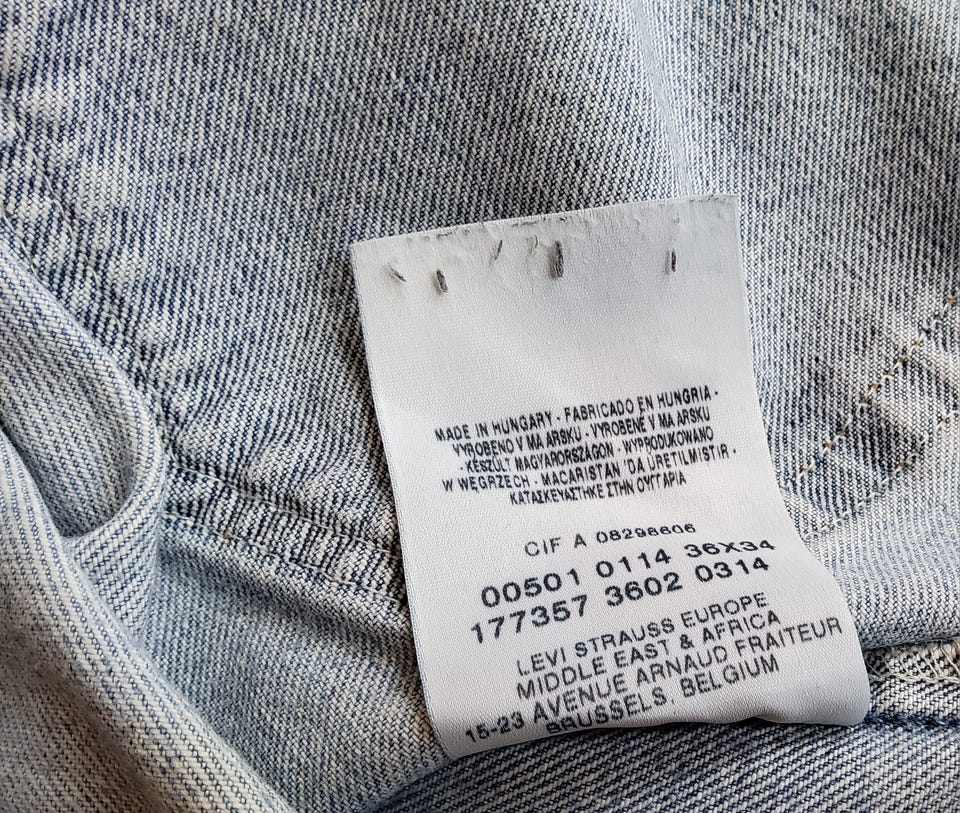 MADE IN HUNGARY - FABRICADO EN HUNGRIA -
VYROBENO V MA ARSKU - VYROBENÉ V MA ARSKU
- KÉSZÜLT MAGYARORSZÁGON - WYPRODUKOWANO
W WĘGRZECH - MACARISTAN 'DA ÜRETILMISTIR -
ΚΑΤΑΣΚΕΥΑΣΤΗΚΕ ΣΤΗΝ ΟΥΓΓΑΡΙΑ
CIF A 08298606
00501 0114 36X34
177357 3602 0314
LEVI STRAUSS EUROPE
MIDDLE EAST & AFRICA
15-23 AVENUE ARNAUD FRAITEUR
BRUSSELS, BELGIUM